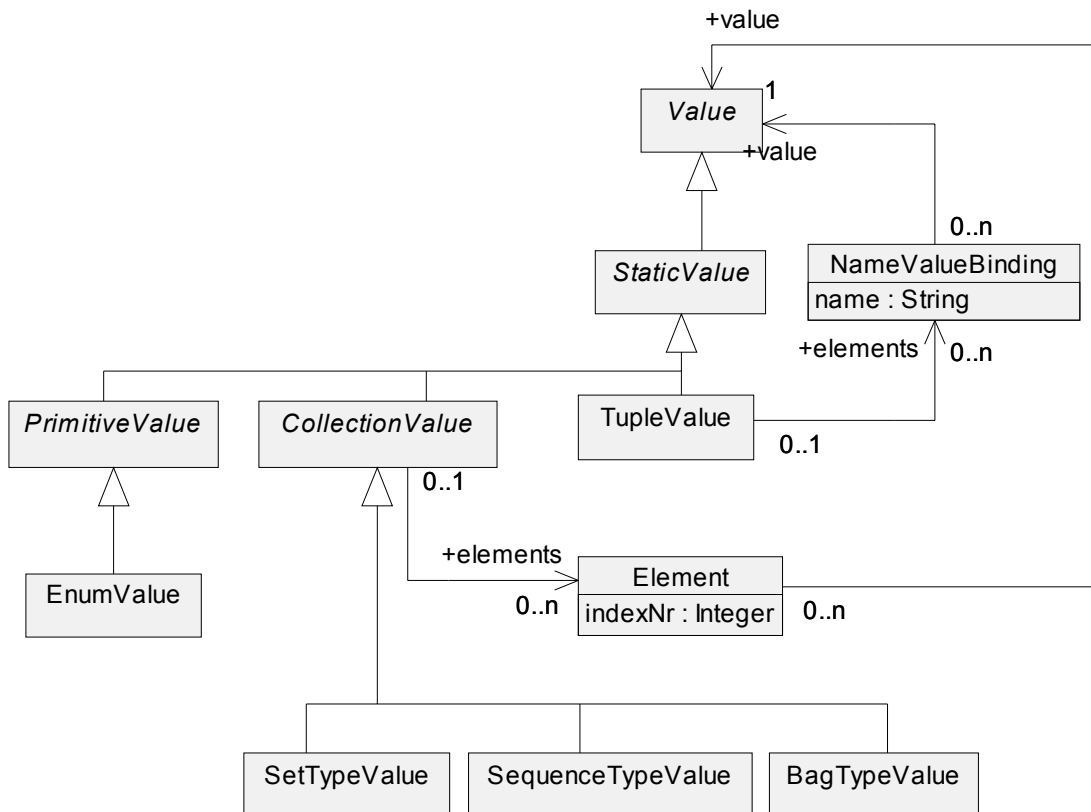 +value
1
Value
+value
0..n
StaticValue
NameValueBinding
name : String
+elements
0..n
PrimitiveValue
CollectionValue
TupleValue
0..1
0..1
+elements
Element
EnumValue
0..n
indexNr : Integer
0..n
SetTypeValue
SequenceTypeValue
BagTypeValue